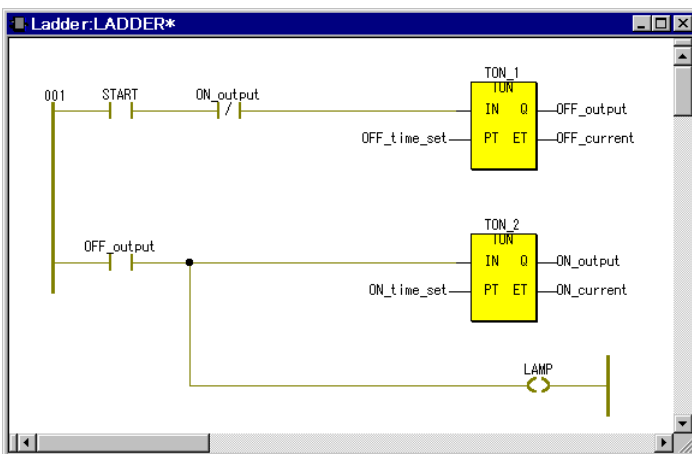 Ladder:LADDER*
TON_1
001 START ON_output TON
IN Q OFF_output
OFF_time_set PT ET OFF_current
TON_2
OFF_output TON
IN Q ON_output
ON_time_set PT ET ON_current
LAMP